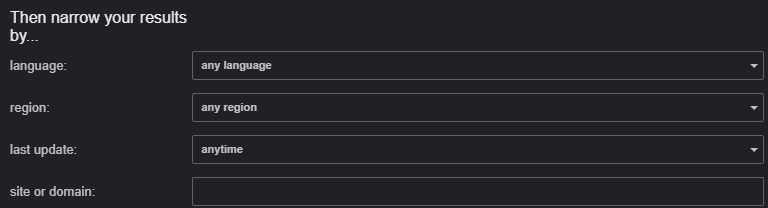 Then narrow your results
by...
language: any language
region: any region
last update: anytime
site or domain: